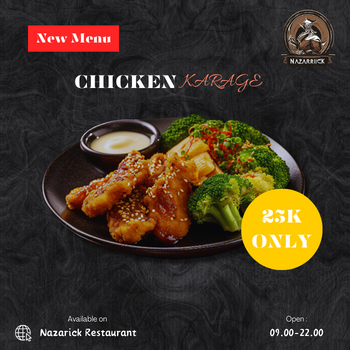 New Menu
NAZARRICK
CHICKEN KARAGE
25K
ONLY
Available on
Nazarick Restaurant
Open :
09.00-22.00